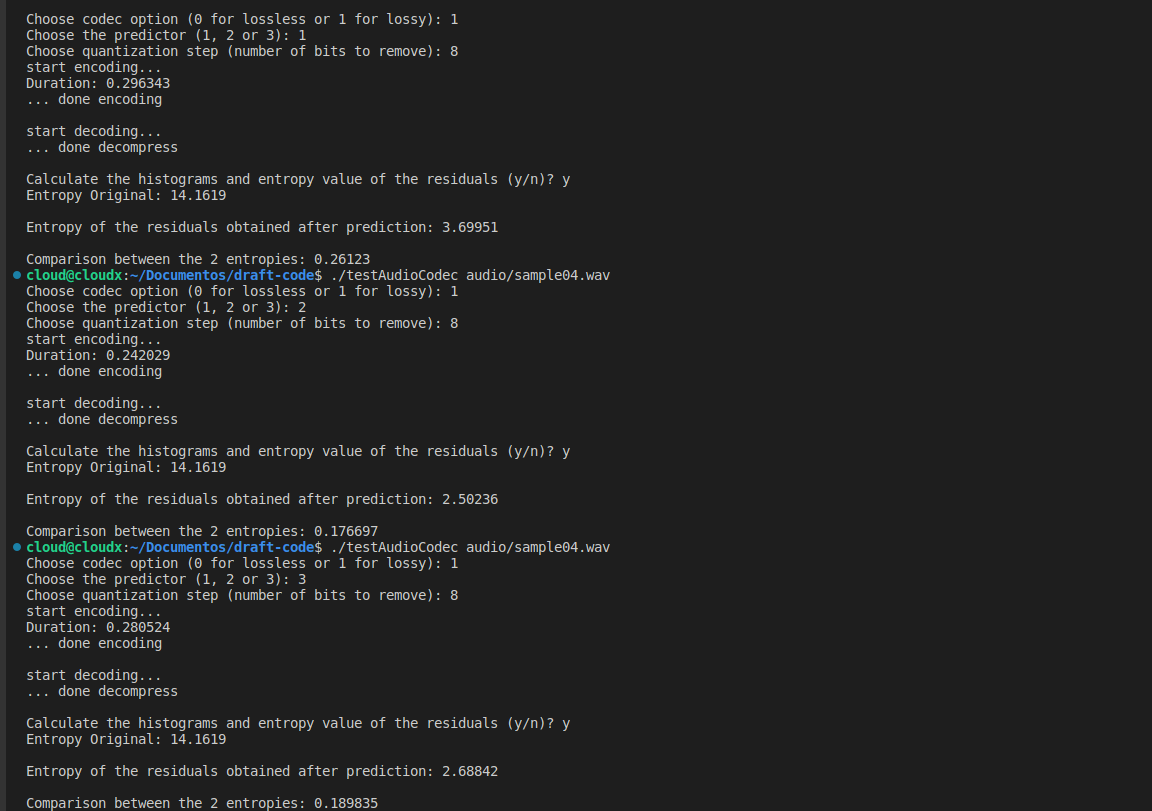 Choose codec option (0 for lossless or 1 for lossy): 1
Choose the predictor (1, 2 or 3): 1
Choose quantization step (number of bits to remove): 8
start encoding...
Duration: 0.296343
... done encoding
start decoding...
... done decompress
Calculate the histograms and entropy value of the residuals (y/n)? y
Entropy Original: 14.1619
Entropy of the residuals obtained after prediction: 3.69951
Comparison between the 2 entropies: 0.26123
cloud@cloudx:~/Documentos/draft-code$ ./testAudioCodec audio/sample04.wav
Choose codec option (0 for lossless or 1 for lossy): 1
Choose the predictor (1, 2 or 3): 2
Choose quantization step (number of bits to remove): 8
start encoding...
Duration: 0.242029
... done encoding
start decoding...
... done decompress
Calculate the histograms and entropy value of the residuals (y/n)? y
Entropy Original: 14.1619
Entropy of the residuals obtained after prediction: 2.50236
Comparison between the 2 entropies: 0.176697
cloud@cloudx:~/Documentos/draft-code$ ./testAudioCodec audio/sample04.wav
Choose codec option (0 for lossless or 1 for lossy): 1
Choose the predictor (1, 2 or 3): 3
Choose quantization step (number of bits to remove): 8
start encoding...
Duration: 0.280524
... done encoding
start decoding...
... done decompress
Calculate the histograms and entropy value of the residuals (y/n)? y
Entropy Original: 14.1619
Entropy of the residuals obtained after prediction: 2.68842
Comparison between the 2 entropies: 0.189835